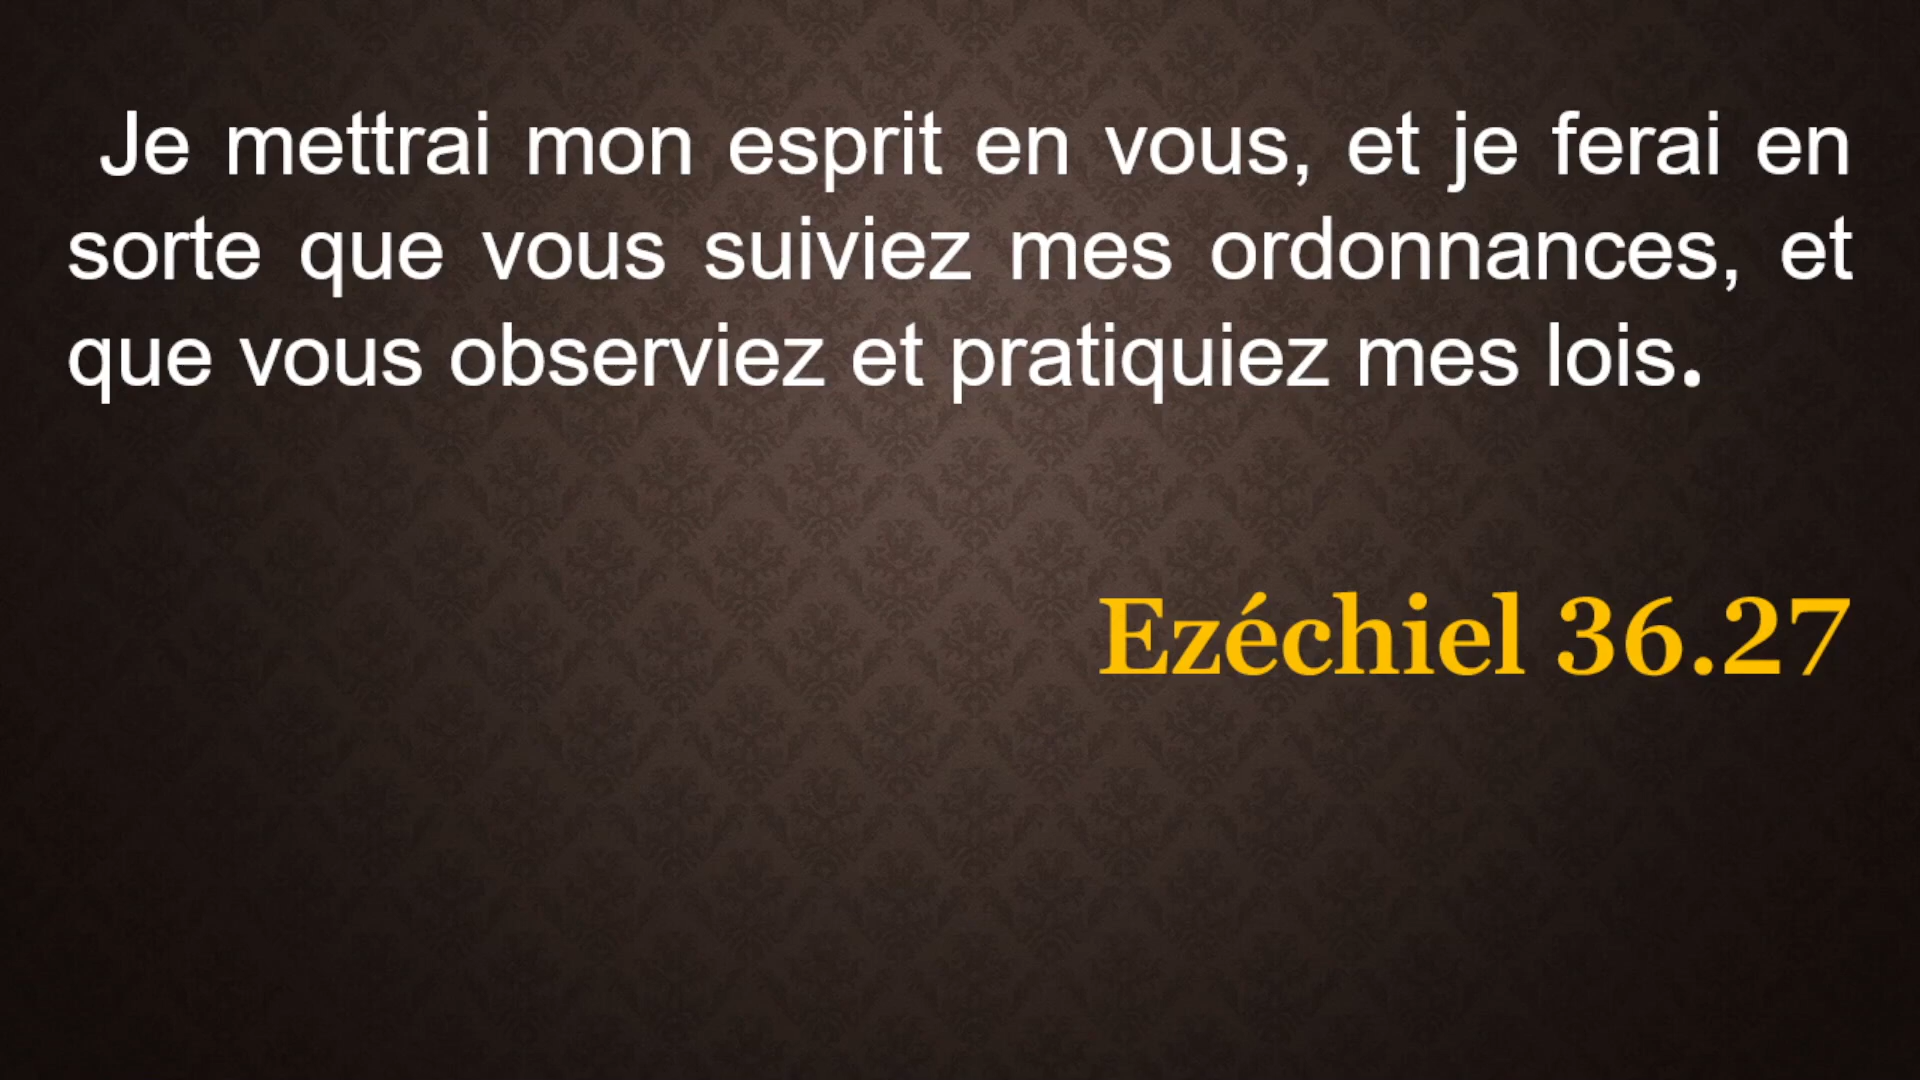 Je mettrai mon esprit en vous, et je ferai en
sorte que vous suiviez mes ordonnances, et
que vous observiez et pratiquiez mes lois.
Ezéchiel 36.27